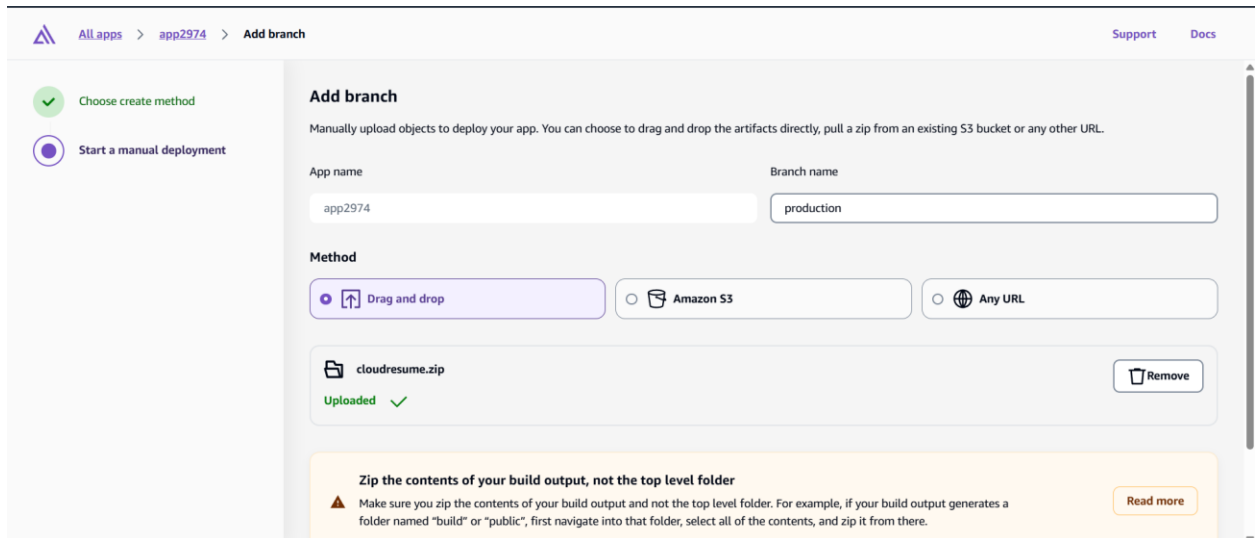 All apps > app2974 > Add branch
Support Docs
Choose create method
Start a manual deployment
Add branch
Manually upload objects to deploy your app. You can choose to drag and drop the artifacts directly, pull a zip from an existing S3 bucket or any other URL.
App name
Branch name
app2974
production
Method
Drag and drop
Amazon S3
Any URL
cloudresume.zip
Remove
Uploaded
Zip the contents of your build output, not the top level folder
Make sure you zip the contents of your build output and not the top level folder. For example, if your build output generates a
folder named "build" or "public", first navigate into that folder, select all of the contents, and zip it from there.
Read more